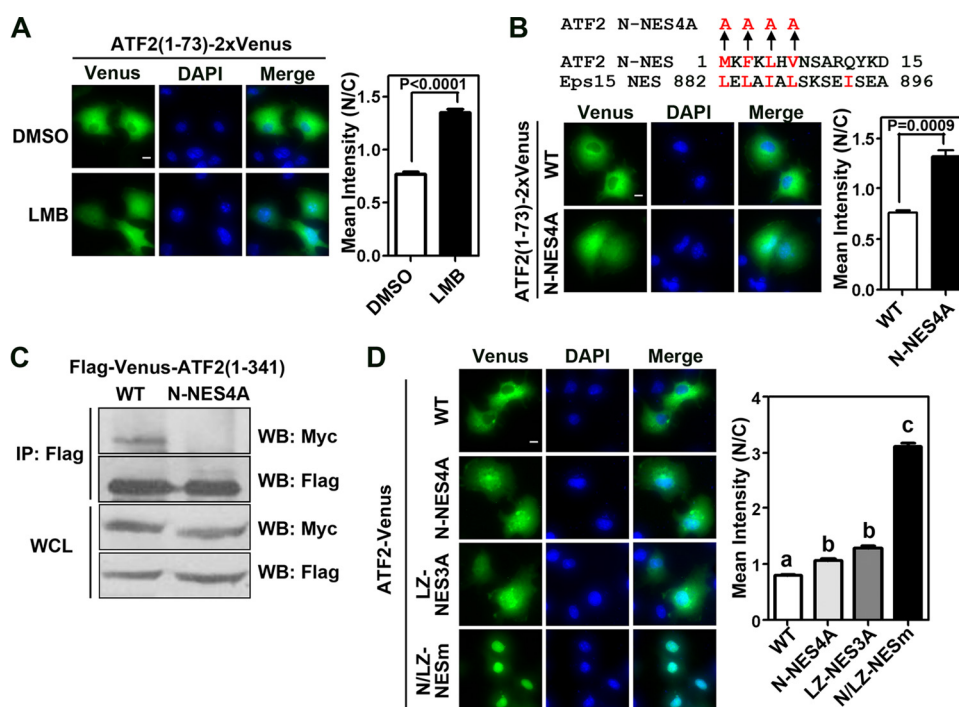 A
ATF2(1-73)-2xVenus
Venus DAPI Merge
DMSO
LMB
Mean Intensity (N/C)
1.5
1.0
0.5
0.0
P<0.0001
DMSO
LMB
B
ATF2 N-NES4A A A A A
ATF2 N-NES 1 MKFKLHVNSARQYKD 15
Eps15 NES 882 LELAIALSKSEISEA 896
Venus DAPI Merge
ATF2(1-73)-2xVenus
WT
N-NES4A
Mean Intensity (N/C)
1.5
1.0
0.5
0.0
P=0.0009
WT
N-NES4A
C
Flag-Venus-ATF2(1-341)
WT N-NES4A
IP: Flag
WB: Myc
WB: Flag
WCL
WB: Myc
WB: Flag
D
Venus DAPI Merge
ATF2-Venus
WT
N-NES4A
LZ-
NES3A
N/LZ-
NESm
Mean Intensity (N/C)
4
3
2
1
0
a
b
b
c
WT
N-NES4A
LZ-NES3A
N/LZ-NESm